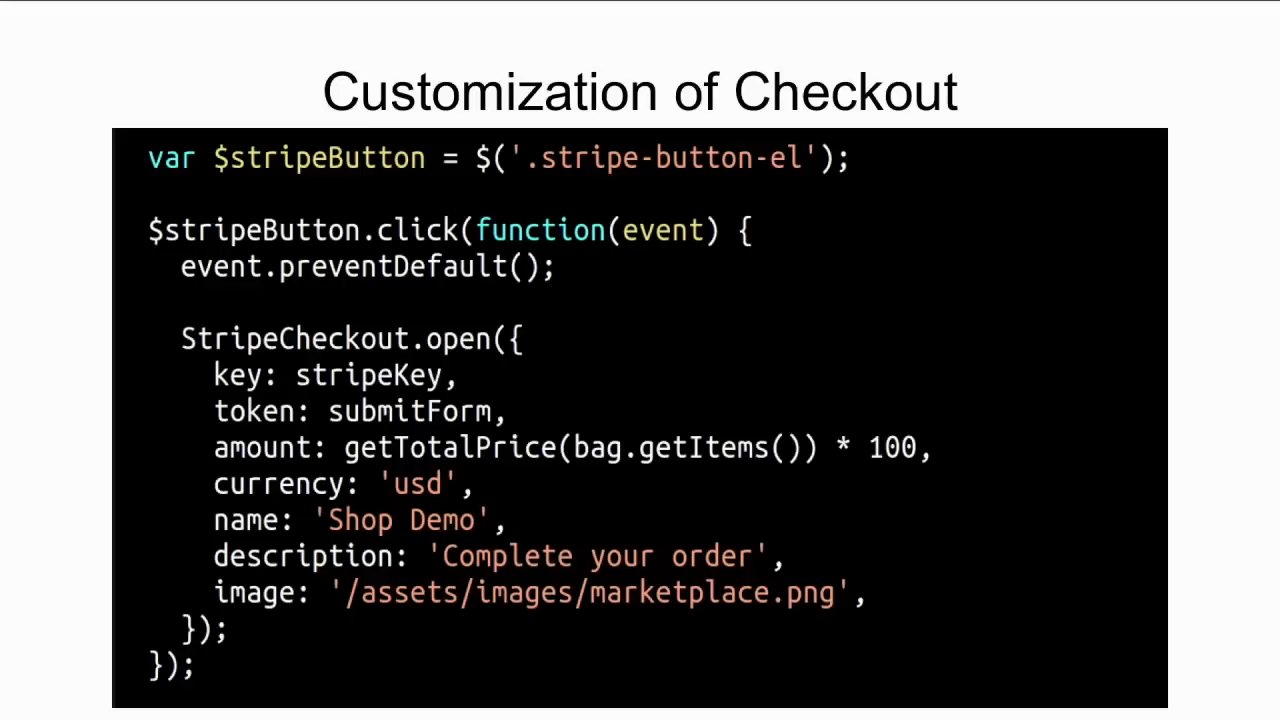 Customization of Checkout
var $stripeButton = $('.stripe-button-el');
$stripeButton.click(function(event) {
  event.preventDefault();
  StripeCheckout.open({
    key: stripeKey,
    token: submitForm,
    amount: getTotalPrice(bag.getItems()) * 100,
    currency: 'usd',
    name: 'Shop Demo',
    description: 'Complete your order',
    image: '/assets/images/marketplace.png',
  });
});